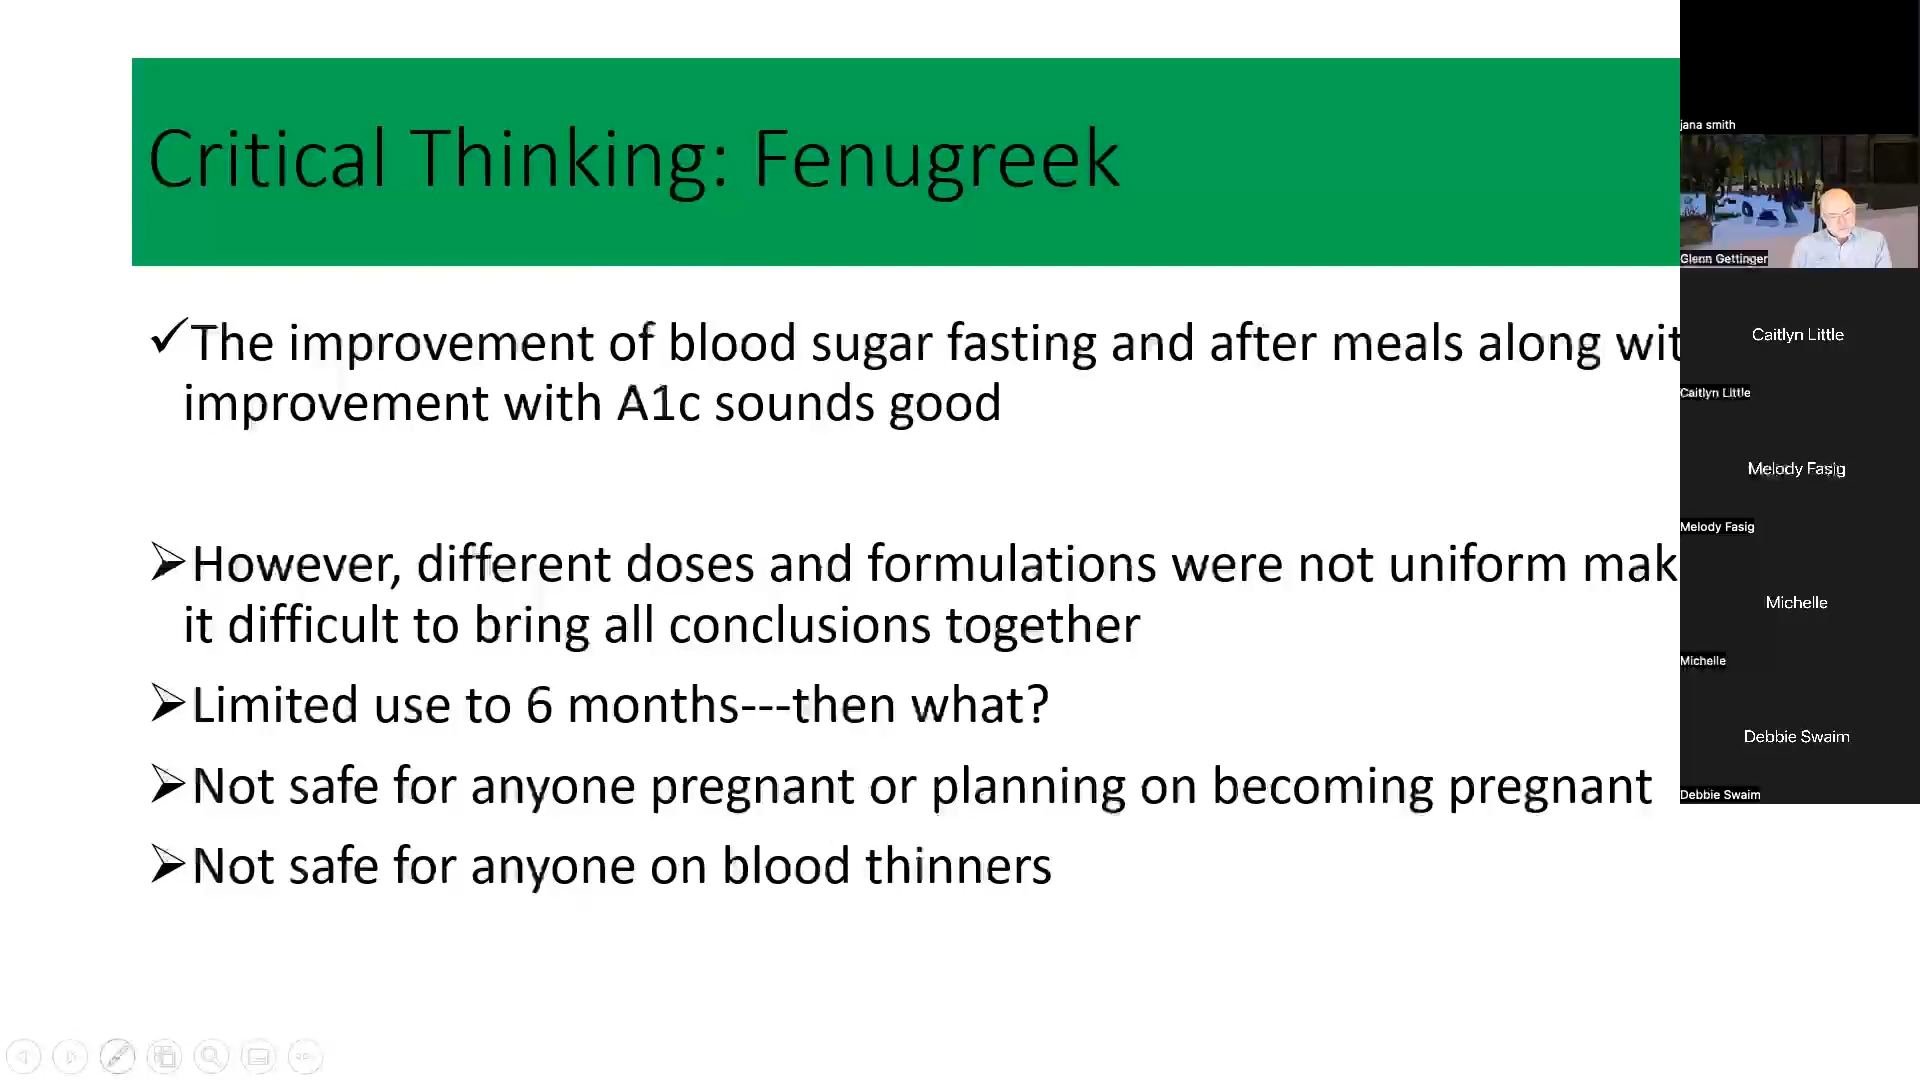 Critical Thinking: Fenugreek
✓The improvement of blood sugar fasting and after meals along wit
improvement with A1c sounds good
➢However, different doses and formulations were not uniform mak
it difficult to bring all conclusions together
➢Limited use to 6 months---then what?
➢Not safe for anyone pregnant or planning on becoming pregnant
➢Not safe for anyone on blood thinners
jana smith
Glenn Gettinger
Caitlyn Little
Caitlyn Little
Melody Fasig
Melody Fasig
Michelle
Michelle
Debbie Swaim
Debbie Swaim